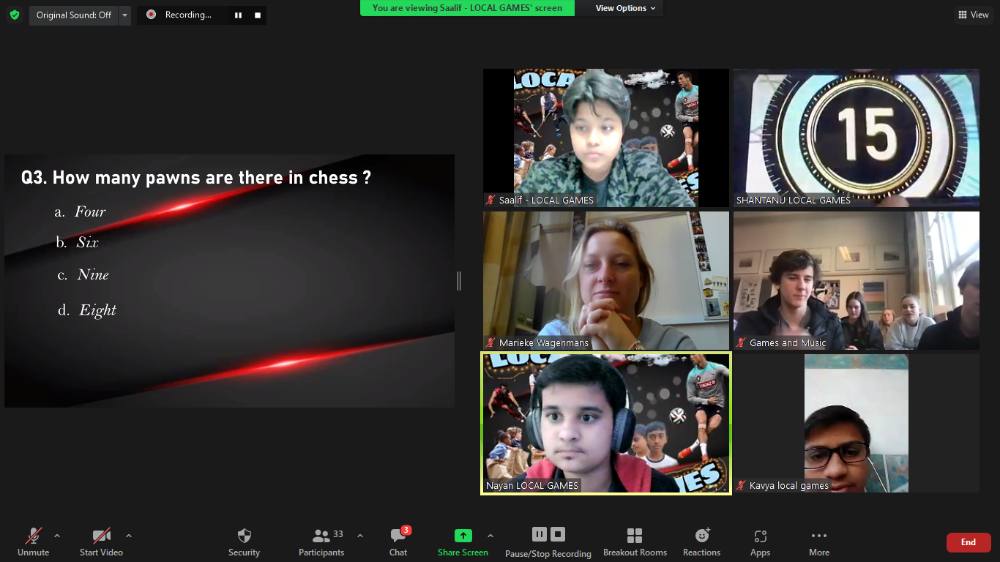 Original Sound: Off
Recording...
You are viewing Saalif - LOCAL GAMES' screen
View Options
View
Q3. How many pawns are there in chess ?
a. Four
b. Six
c. Nine
d. Eight
LOCA
ES
Saalif - LOCAL GAMES
15
SHANTANU LOCAL GAMES
Marieke Wagenmans
Games and Music
LOCA
MES
Nayan LOCAL GAMES
Kavya local games
Unmute
Start Video
Security
33
Participants
3
Chat
Share Screen
Pause/Stop Recording
Breakout Rooms
Reactions
Apps
More
End